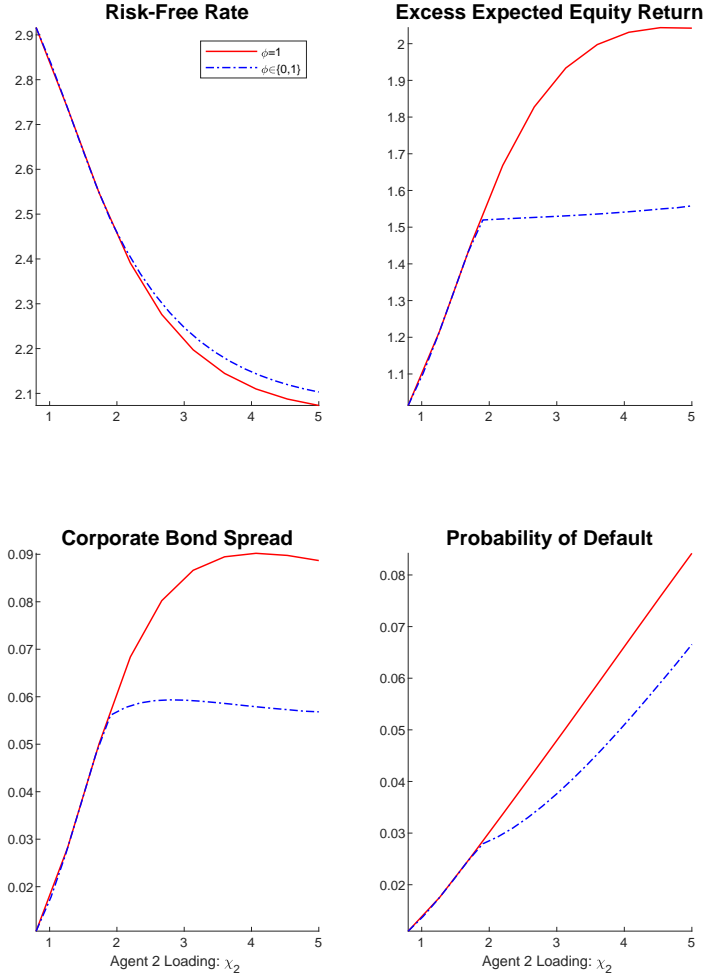 Risk-Free Rate
2.9
2.8
2.7
2.6
2.5
2.4
2.3
2.2
2.1
1 2 3 4 5
ϕ=1
ϕ∈{0,1}
Excess Expected Equity Return
2
1.9
1.8
1.7
1.6
1.5
1.4
1.3
1.2
1.1
1 2 3 4 5
Corporate Bond Spread
0.09
0.08
0.07
0.06
0.05
0.04
0.03
0.02
1 2 3 4 5
Agent 2 Loading: χ₂
Probability of Default
0.08
0.07
0.06
0.05
0.04
0.03
0.02
1 2 3 4 5
Agent 2 Loading: χ₂